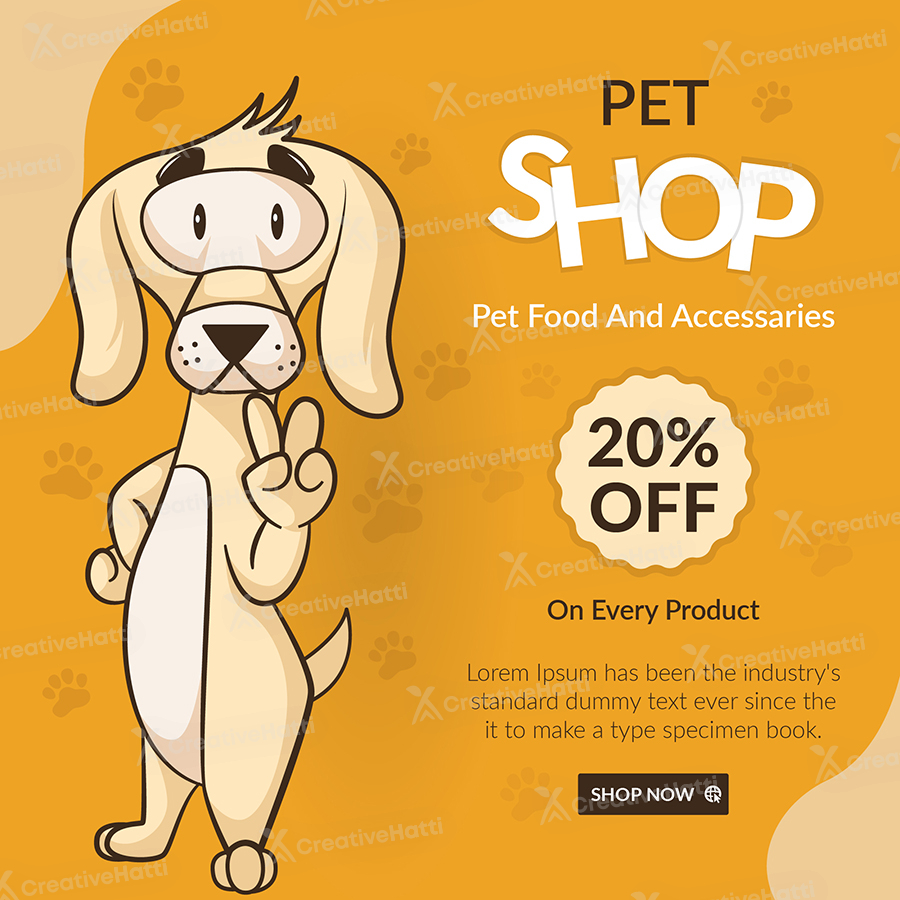 PET
SHOP
Pet Food And Accessaries
20%
OFF
On Every Product
Lorem Ipsum has been the industry's
standard dummy text ever since the
it to make a type specimen book.
SHOP NOW
CreativeHatti